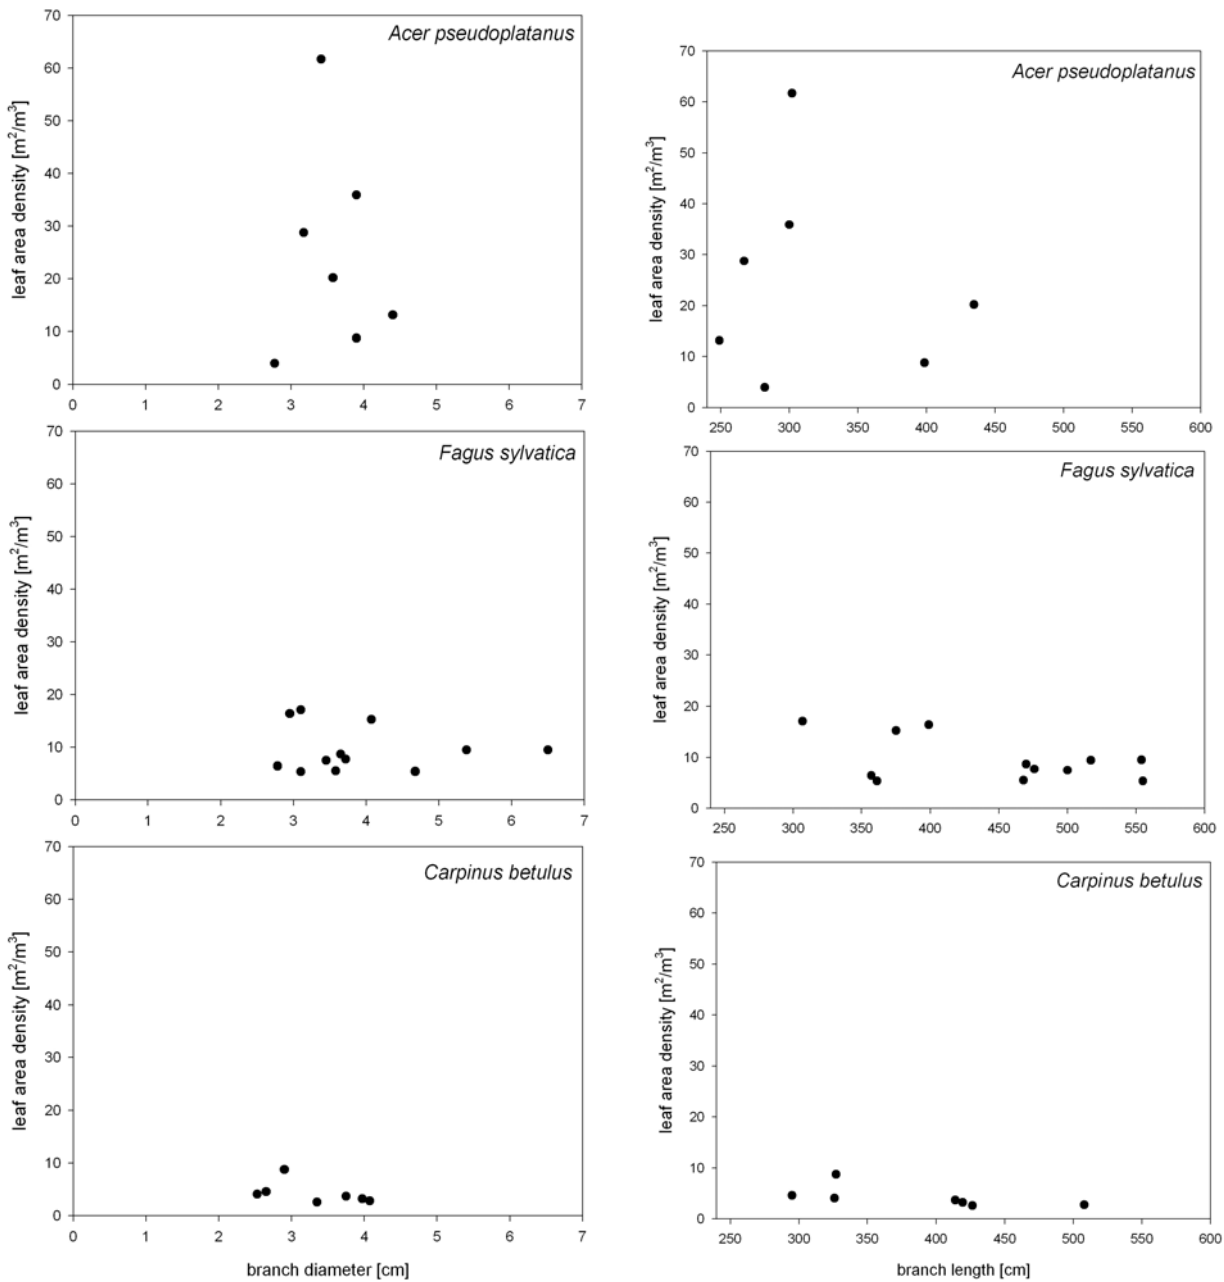 Acer pseudoplatanus
70
60
50
40
30
20
10
0
leaf area density [m²/m³]
0 1 2 3 4 5 6 7
Acer pseudoplatanus
70
60
50
40
30
20
10
0
leaf area density [m²/m³]
250 300 350 400 450 500 550 600
Fagus sylvatica
70
60
50
40
30
20
10
0
leaf area density [m²/m³]
0 1 2 3 4 5 6 7
Fagus sylvatica
70
60
50
40
30
20
10
0
leaf area density [m²/m³]
250 300 350 400 450 500 550 600
Carpinus betulus
70
60
50
40
30
20
10
0
leaf area density [m²/m³]
0 1 2 3 4 5 6 7
branch diameter [cm]
Carpinus betulus
70
60
50
40
30
20
10
0
leaf area density [m²/m³]
250 300 350 400 450 500 550 600
branch length [cm]